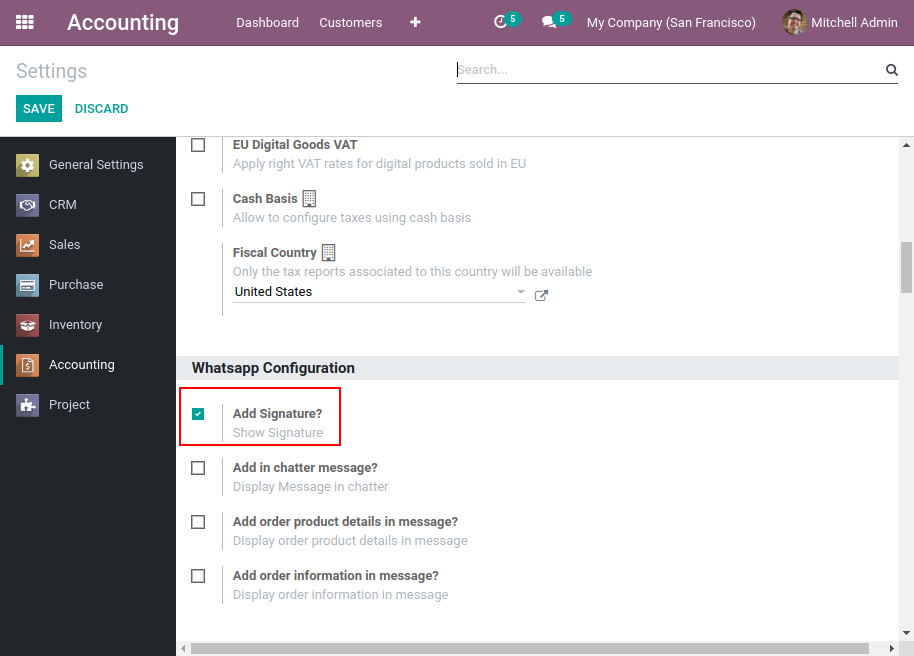 Accounting
Dashboard Customers 5 5 My Company (San Francisco) Mitchell Admin
Settings
Search...
SAVE DISCARD
General Settings
CRM
Sales
Purchase
Inventory
Accounting
Project
EU Digital Goods VAT
Apply right VAT rates for digital products sold in EU
Cash Basis
Allow to configure taxes using cash basis
Fiscal Country
Only the tax reports associated to this country will be available
United States
Whatsapp Configuration
Add Signature?
Show Signature
Add in chatter message?
Display Message in chatter
Add order product details in message?
Display order product details in message
Add order information in message?
Display order information in message